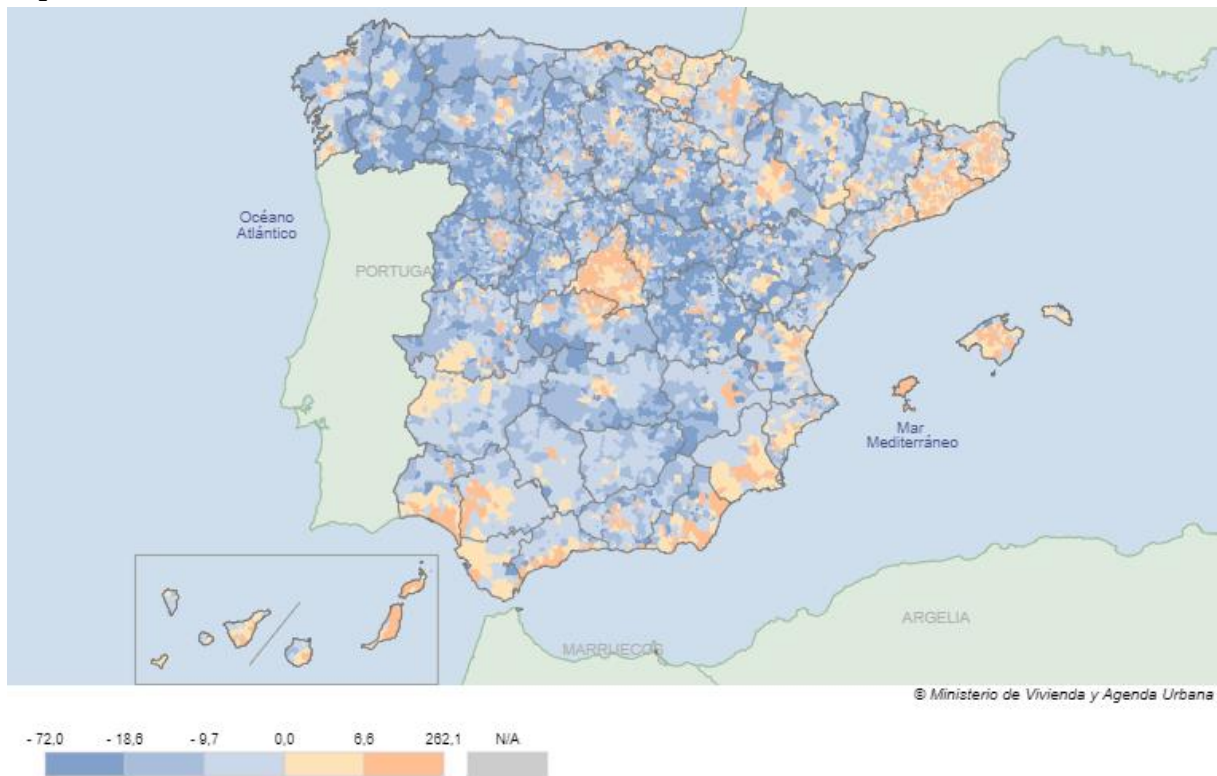 Océano
Atlántico
PORTUGA
Mar
Mediterráneo
ARGELIA
MARRUECOS
© Ministerio de Vivienda y Agenda Urbana
- 72,0 - 18,6 - 9,7 0,0 6,6 262,1 N/A